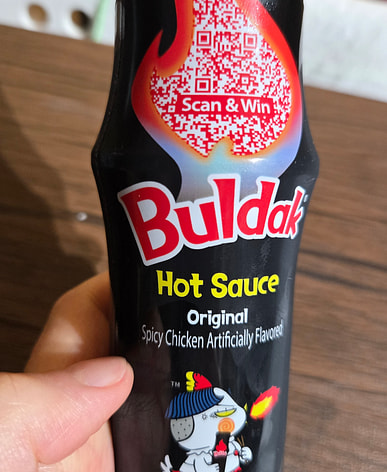 Scan & Win
Buldak
Hot Sauce
Original
Spicy Chicken Artificially Flavored
TM